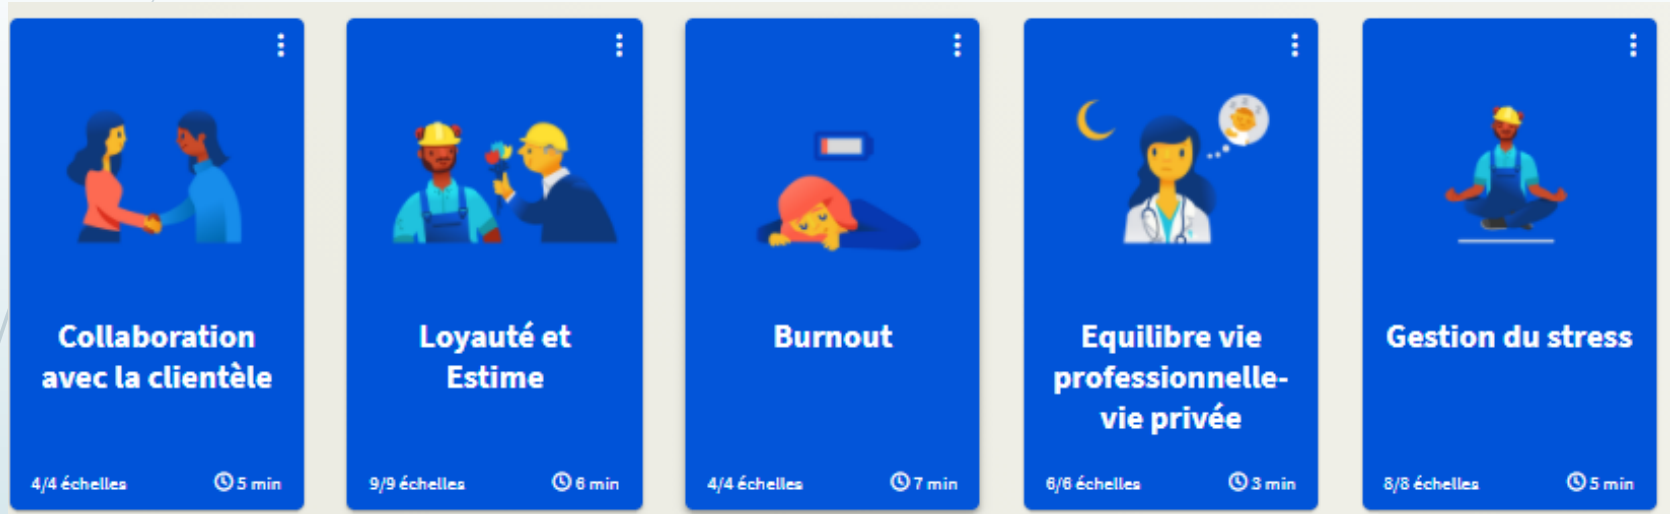 Collaboration
avec la clientèle
4/4 échelles
5 min
Loyauté et
Estime
9/9 échelles
6 min
Burnout
4/4 échelles
7 min
Equilibre vie
professionnelle-
vie privée
6/6 échelles
3 min
Gestion du stress
8/8 échelles
5 min